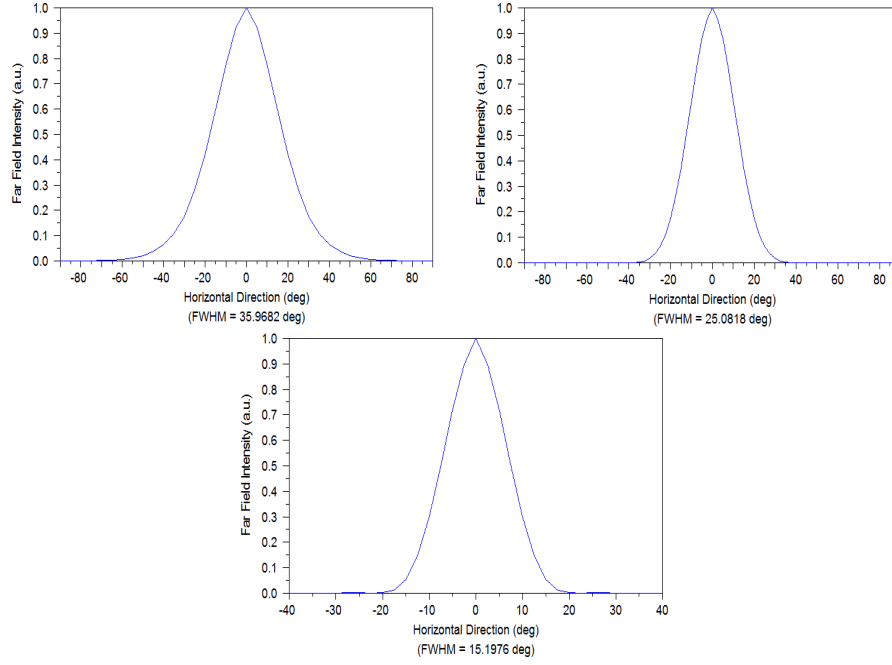 Far Field Intensity (a.u.)
1.0
0.9
0.8
0.7
0.6
0.5
0.4
0.3
0.2
0.1
0.0
-80 -60 -40 -20 0 20 40 60 80
Horizontal Direction (deg)
(FWHM = 35.9682 deg)
Far Field Intensity (a.u.)
1.0
0.9
0.8
0.7
0.6
0.5
0.4
0.3
0.2
0.1
0.0
-80 -60 -40 -20 0 20 40 60 80
Horizontal Direction (deg)
(FWHM = 25.0818 deg)
Far Field Intensity (a.u.)
1.0
0.9
0.8
0.7
0.6
0.5
0.4
0.3
0.2
0.1
0.0
-40 -30 -20 -10 0 10 20 30 40
Horizontal Direction (deg)
(FWHM = 15.1976 deg)